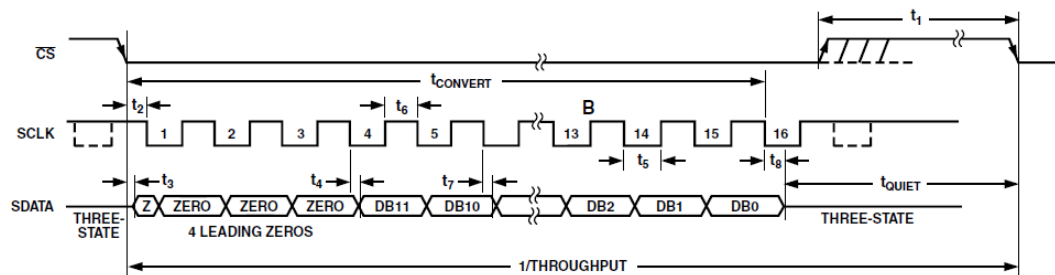 t1
CS
tCONVERT
t2
t6
B
SCLK
1
2
3
4
5
13
14
15
16
t5
t8
t3
t4
t7
tQUIET
SDATA
Z
ZERO
ZERO
ZERO
DB11
DB10
DB2
DB1
DB0
THREE-
STATE
4 LEADING ZEROS
THREE-STATE
1/THROUGHPUT